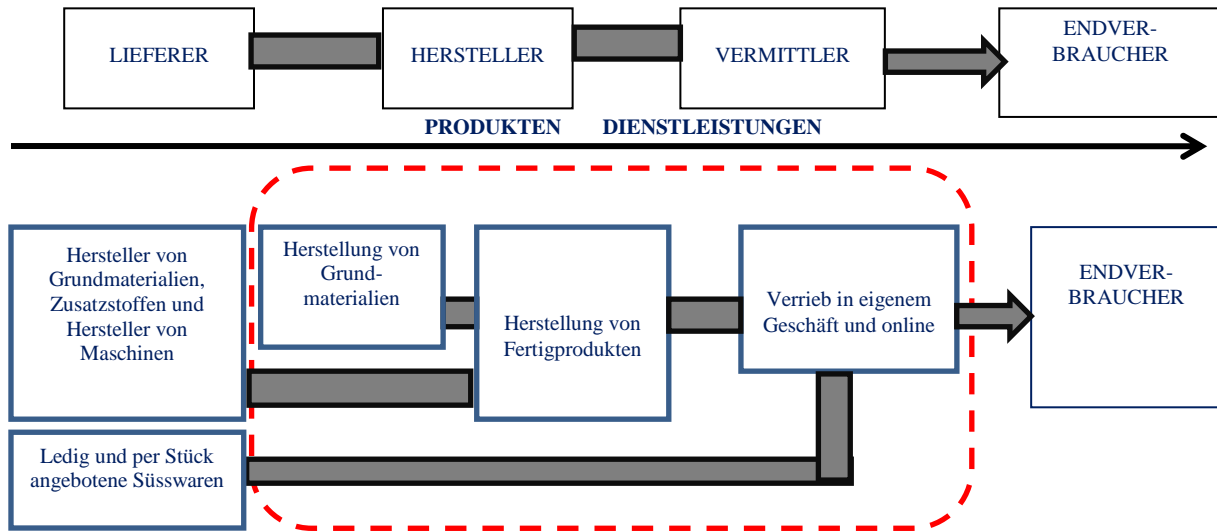 LIEFERER
HERSTELLER
VERMITTLER
ENDVER-
BRAUCHER
PRODUKTEN DIENSTLEISTUNGEN
Hersteller von
Grundmaterialien,
Zusatzstoffen und
Hersteller von
Maschinen
Herstellung von
Grund-
materialien
Herstellung von
Fertigprodukten
Verrieb in eigenem
Geschäft und online
ENDVER-
BRAUCHER
Ledig und per Stück
angebotene Süsswaren